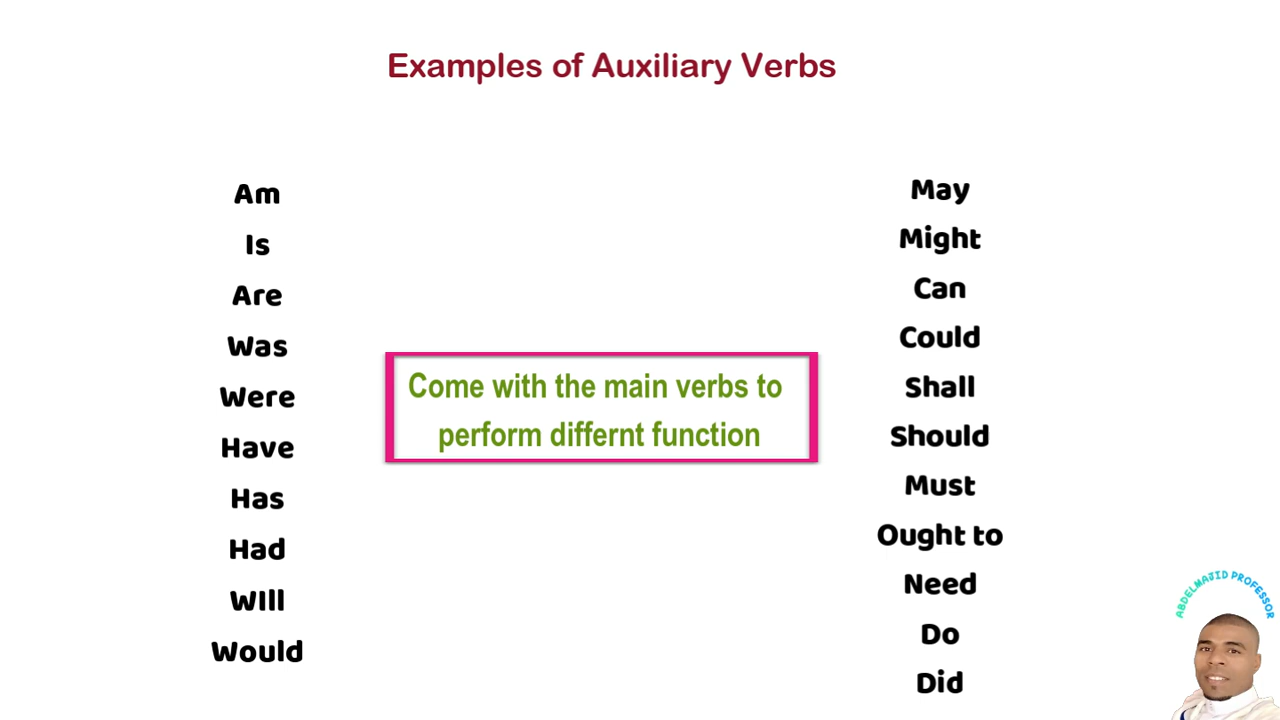 Examples of Auxiliary Verbs
Am
Is
Are
Was
Were
Have
Has
Had
WIll
Would
Come with the main verbs to
perform differnt function
May
Might
Can
Could
Shall
Should
Must
Ought to
Need
Do
Did
ABDELMAJID PROFESSOR